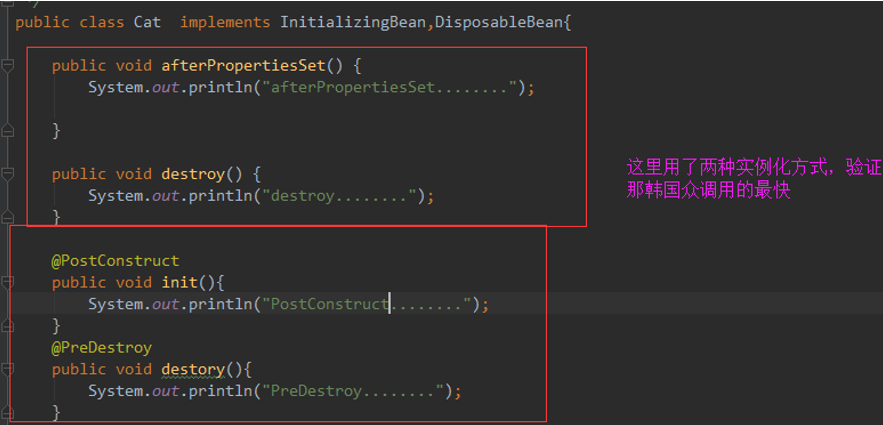 */
public class Cat  implements InitializingBean,DisposableBean{
public void afterPropertiesSet() {
System.out.println("afterPropertiesSet........");
}
public void destroy() {
System.out.println("destroy........");
}
@PostConstruct
public void init(){
System.out.println("PostConstruct........");
}
@PreDestroy
public void destory(){
System.out.println("PreDestroy........");
}
这里用了两种实例化方式，验证
那韩国众调用的最快